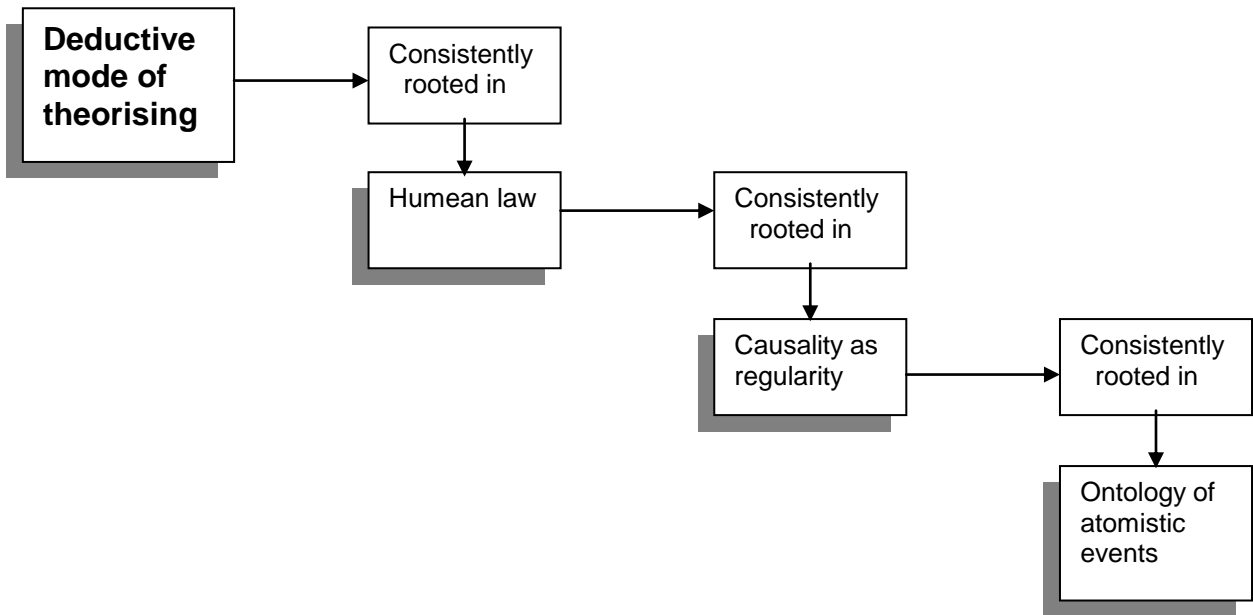 Deductive
mode of
theorising
Consistently
rooted in
Humean law
Consistently
rooted in
Causality as
regularity
Consistently
rooted in
Ontology of
atomistic
events